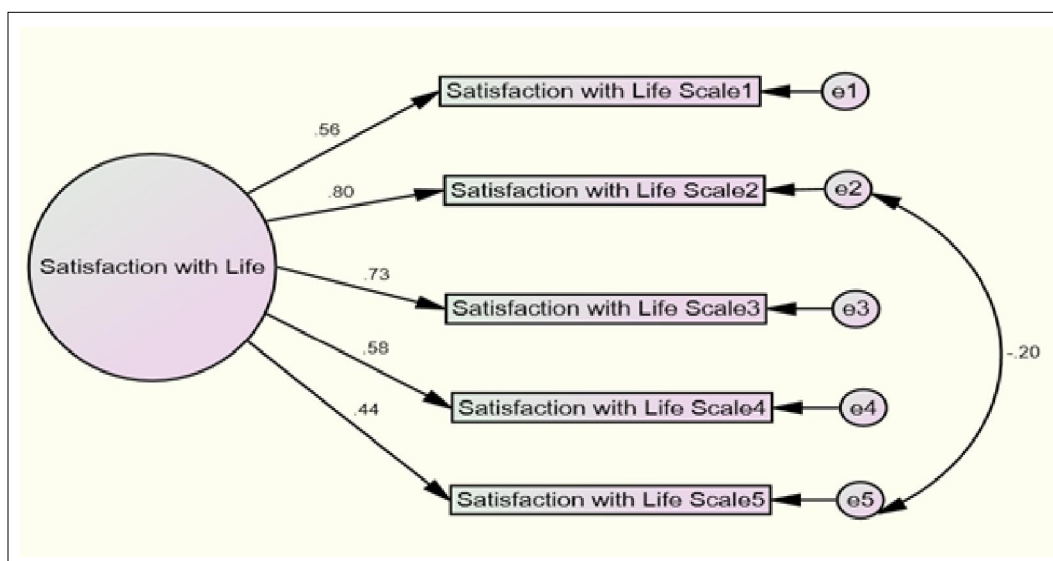 Satisfaction with Life Scale1
e1
.56
.80
Satisfaction with Life Scale2
e2
Satisfaction with Life
.73
Satisfaction with Life Scale3
e3
-.20
.58
Satisfaction with Life Scale4
e4
.44
Satisfaction with Life Scale5
e5